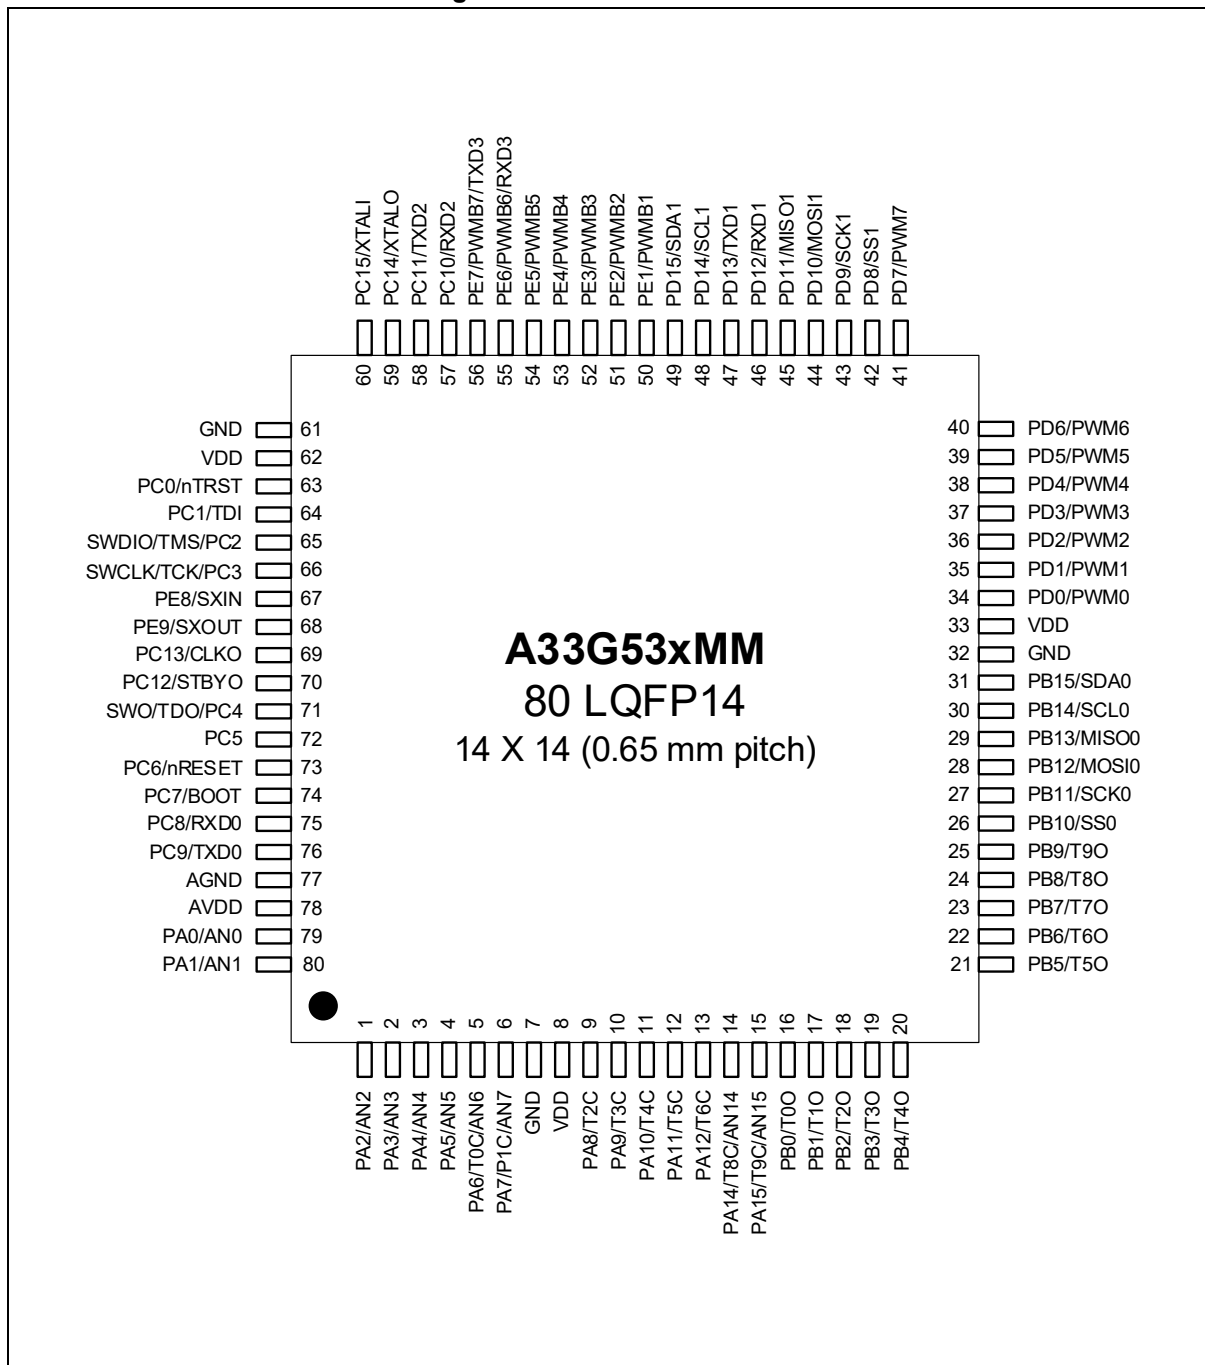 PC15/XTALI
PC14/XTALO
PC11/TXD2
PC10/RXD2
PE7/PWMB7/TXD3
PE6/PWMB6/RXD3
PE5/PWMB5
PE4/PWMB4
PE3/PWMB3
PE2/PWMB2
PE1/PWMB1
PD15/SDA1
PD14/SCL1
PD13/TXD1
PD12/RXD1
PD11/MISO1
PD10/MOSI1
PD9/SCK1
PD8/SS1
PD7/PWM7
60
59
58
57
56
55
54
53
52
51
50
49
48
47
46
45
44
43
42
41
GND 61
VDD 62
PC0/nTRST 63
PC1/TDI 64
SWDIO/TMS/PC2 65
SWCLK/TCK/PC3 66
PE8/SXIN 67
PE9/SXOUT 68
PC13/CLKO 69
PC12/STBYO 70
SWO/TDO/PC4 71
PC5 72
PC6/nRESET 73
PC7/BOOT 74
PC8/RXD0 75
PC9/TXD0 76
AGND 77
AVDD 78
PA0/AN0 79
PA1/AN1 80
A33G53xMM
80 LQFP14
14 X 14 (0.65 mm pitch)
40 PD6/PWM6
39 PD5/PWM5
38 PD4/PWM4
37 PD3/PWM3
36 PD2/PWM2
35 PD1/PWM1
34 PD0/PWM0
33 VDD
32 GND
31 PB15/SDA0
30 PB14/SCL0
29 PB13/MISO0
28 PB12/MOSI0
27 PB11/SCK0
26 PB10/SS0
25 PB9/T9O
24 PB8/T8O
23 PB7/T7O
22 PB6/T6O
21 PB5/T5O
1
2
3
4
5
6
7
8
9
10
11
12
13
14
15
16
17
18
19
20
PA2/AN2
PA3/AN3
PA4/AN4
PA5/AN5
PA6/T0C/AN6
PA7/P1C/AN7
GND
VDD
PA8/T2C
PA9/T3C
PA10/T4C
PA11/T5C
PA12/T6C
PA14/T8C/AN14
PA15/T9C/AN15
PB0/T0O
PB1/T1O
PB2/T2O
PB3/T3O
PB4/T4O